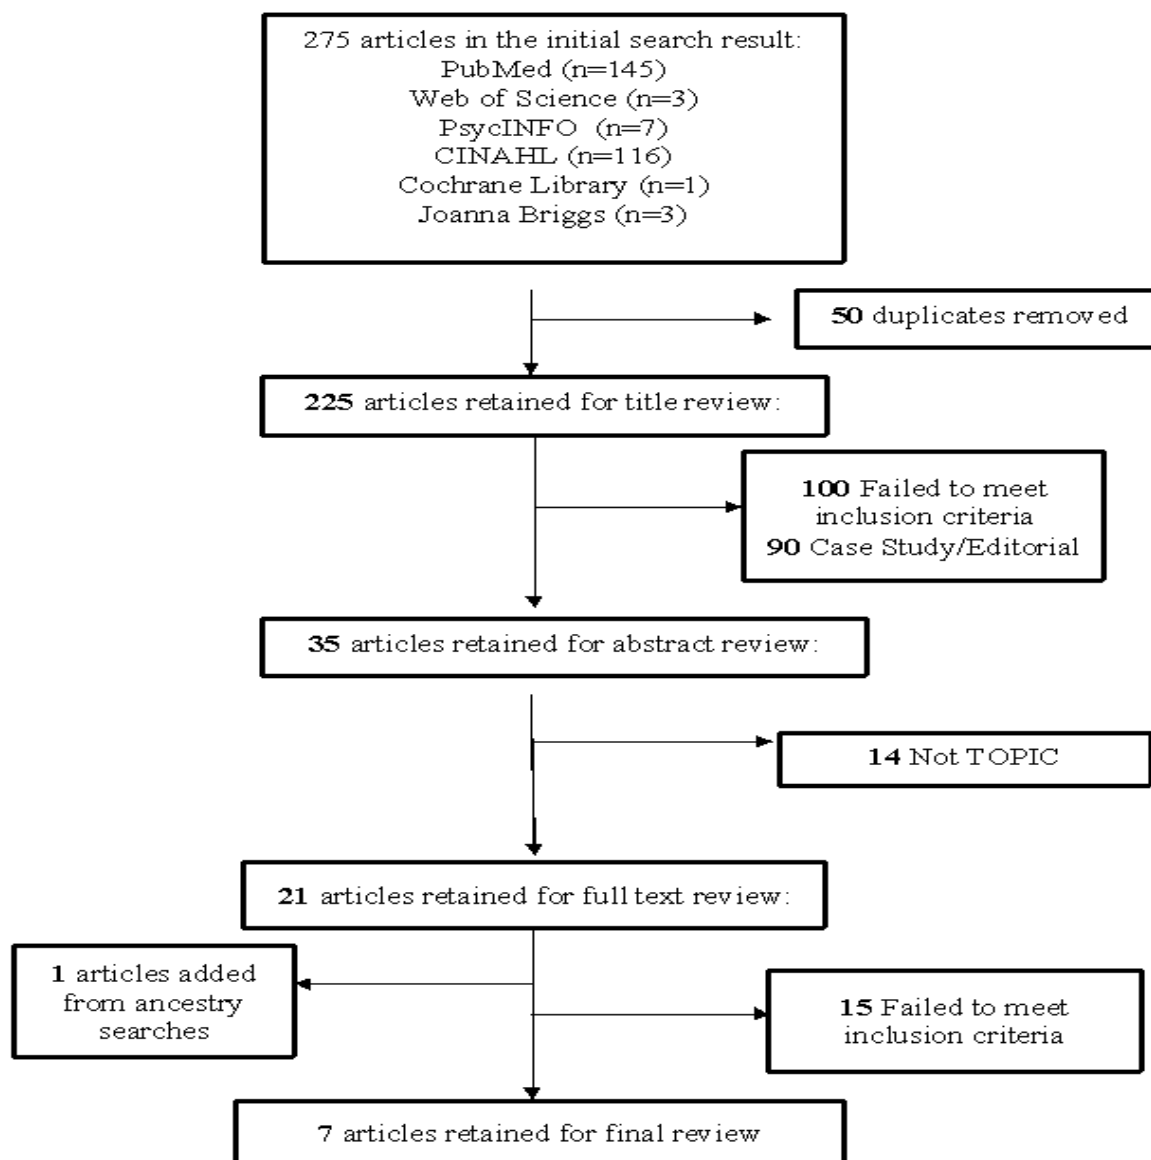 275 articles in the initial search result:
PubMed (n=145)
Web of Science (n=3)
PsycINFO (n=7)
CINAHL (n=116)
Cochrane Library (n=1)
Joanna Briggs (n=3)
50 duplicates removed
225 articles retained for title review:
100 Failed to meet
inclusion criteria
90 Case Study/Editorial
35 articles retained for abstract review:
14 Not TOPIC
21 articles retained for full text review:
1 articles added
from ancestry
searches
15 Failed to meet
inclusion criteria
7 articles retained for final review